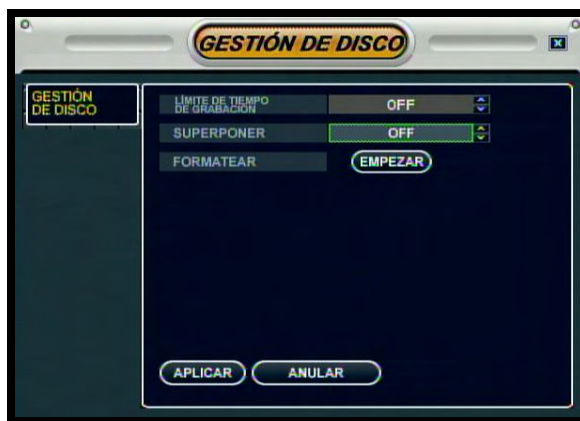 GESTIÓN DE DISCO
GESTIÓN
DE DISCO
LÍMITE DE TIEMPO
DE GRABACIÓN
OFF
SUPERPONER
OFF
FORMATEAR
EMPEZAR
APLICAR
ANULAR